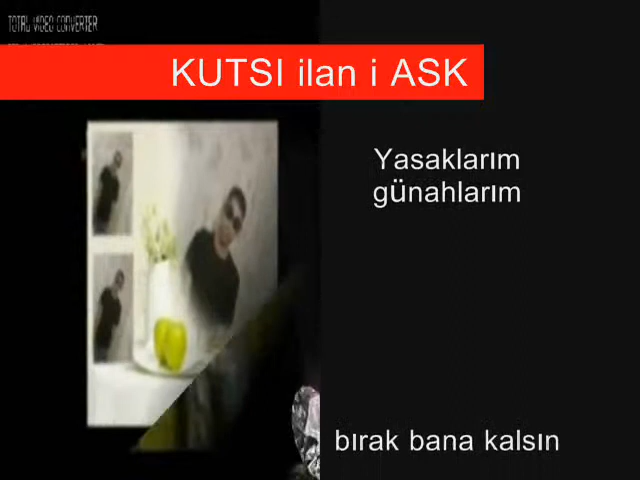 TOTAL VIDEO CONVERTER
KUTSI ilan i ASK
Yasaklarım
günahlarım
bırak bana kalsın